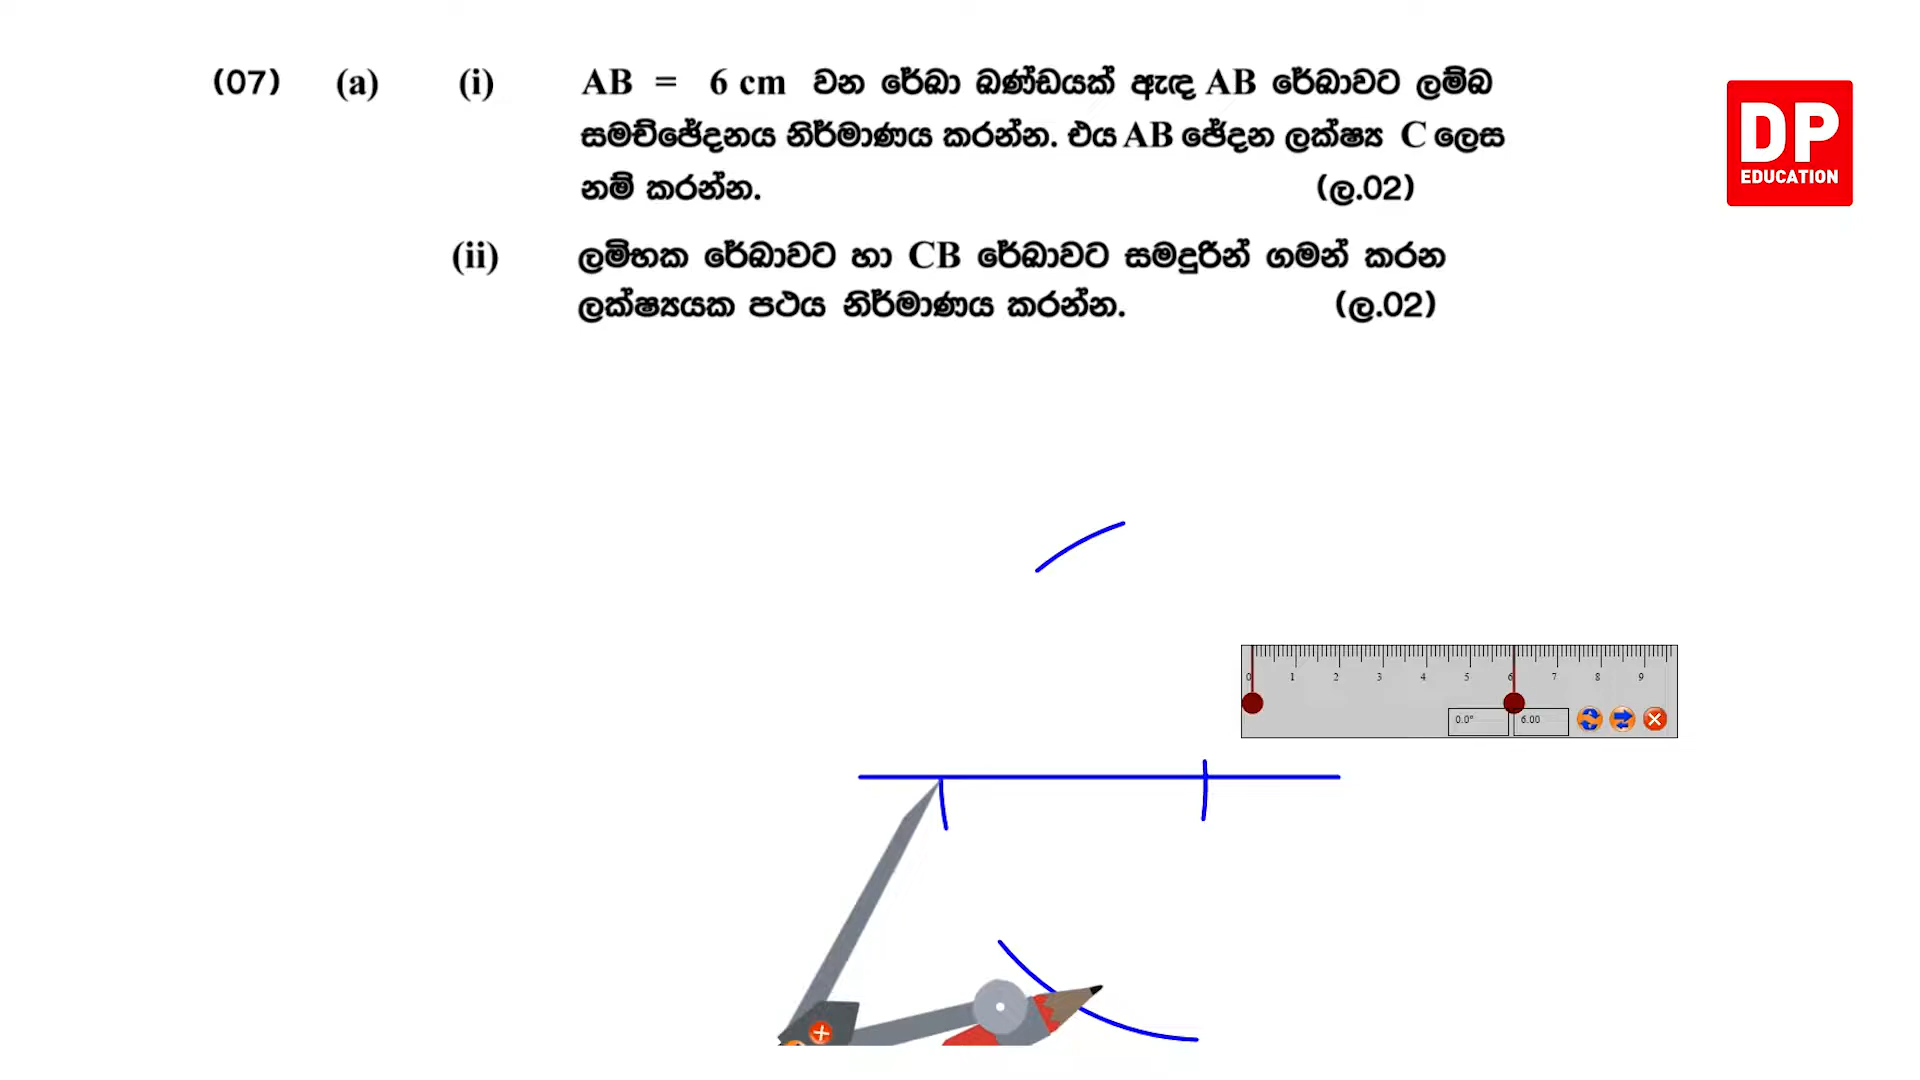 (07) (a) (i) AB = 6 cm වන රේඛා ඛණ්ඩයක් ඇඳ AB රේඛාවට ලම්බ
සමච්ඡේදනය නිර්මාණය කරන්න. එය AB ඡේදන ලක්ෂ්‍ය C ලෙස
නම් කරන්න. (ල.02)
(ii) ලම්භක රේඛාවට හා CB රේඛාවට සමදුරින් ගමන් කරන
ලක්ෂ්‍යයක පථය නිර්මාණය කරන්න. (ල.02)
DP
EDUCATION
0 1 2 3 4 5 6 7 8 9
0.0° 6.00